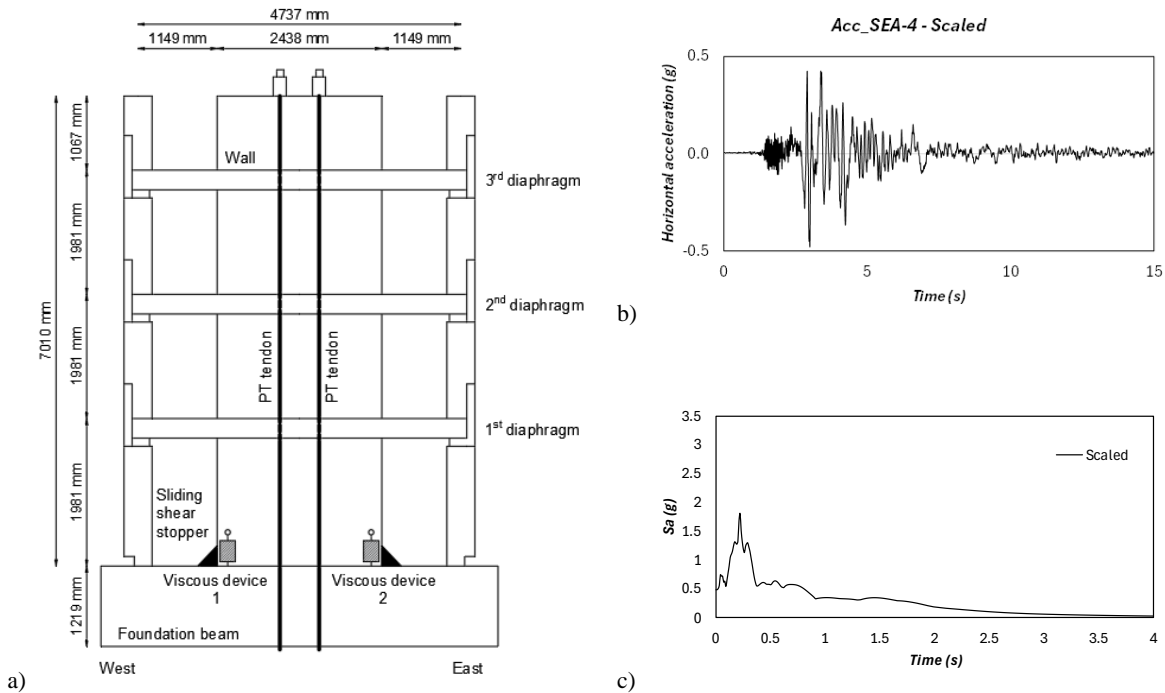 4737 mm
1149 mm
2438 mm
1149 mm
7010 mm
1067 mm
1981 mm
1981 mm
1981 mm
1219 mm
Wall
3rd diaphragm
2nd diaphragm
1st diaphragm
PT tendon
PT tendon
Sliding
shear
stopper
Viscous device
1
Viscous device
2
Foundation beam
West
East
a)
Acc_SEA-4 - Scaled
Horizontal acceleration (g)
0.5
0.0
-0.5
0
5
10
15
Time (s)
b)
Sa (g)
3.5
3
2.5
2
1.5
1
0.5
0
Scaled
0
0.5
1
1.5
2
2.5
3
3.5
4
Time (s)
c)